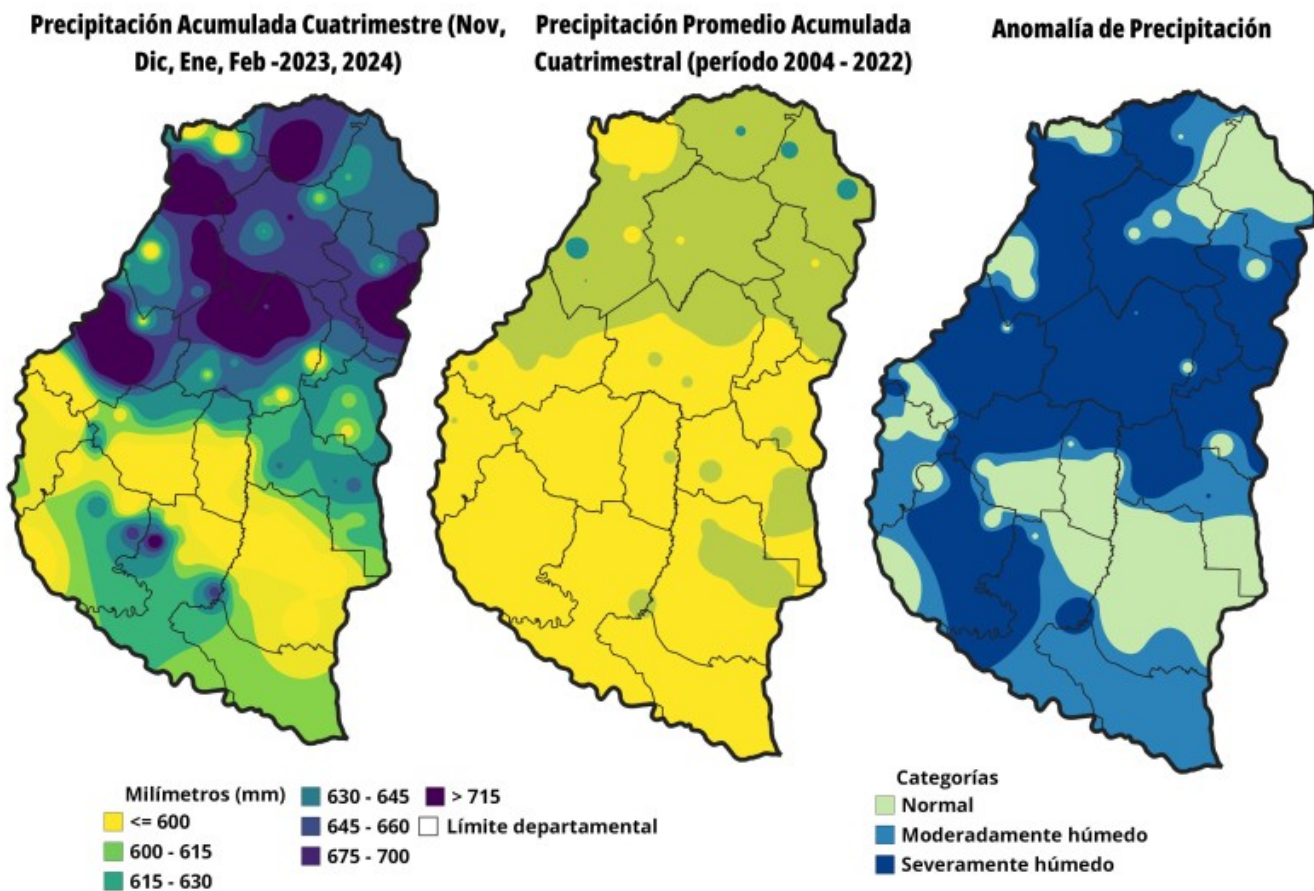 Precipitación Acumulada Cuatrimestre (Nov,
Dic, Ene, Feb -2023, 2024)
Precipitación Promedio Acumulada
Cuatrimestral (período 2004 - 2022)
Anomalía de Precipitación
Milímetros (mm)
<= 600
600 - 615
615 - 630
630 - 645
645 - 660
675 - 700
> 715
Límite departamental
Categorías
Normal
Moderadamente húmedo
Severamente húmedo